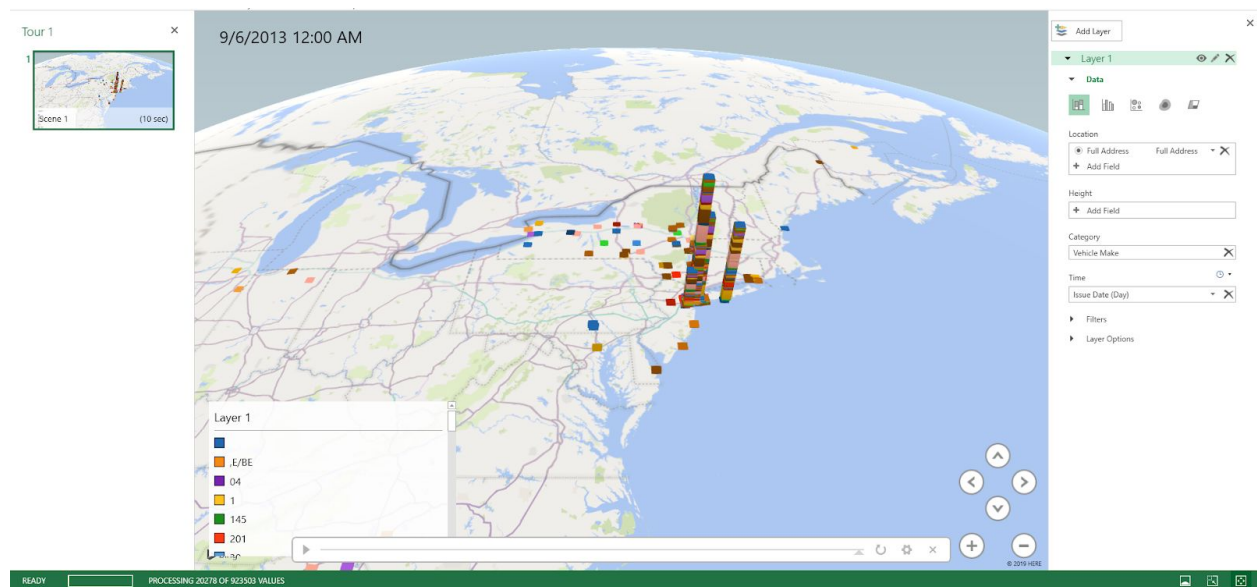 Tour 1
1
Scene 1 (10 sec)
9/6/2013 12:00 AM
Layer 1
,E/BE
04
1
145
201
© 2019 HERE
Add Layer
Layer 1
Data
Location
Full Address Full Address
Add Field
Height
Add Field
Category
Vehicle Make
Time
Issue Date (Day)
Filters
Layer Options
READY PROCESSING 20278 OF 923503 VALUES